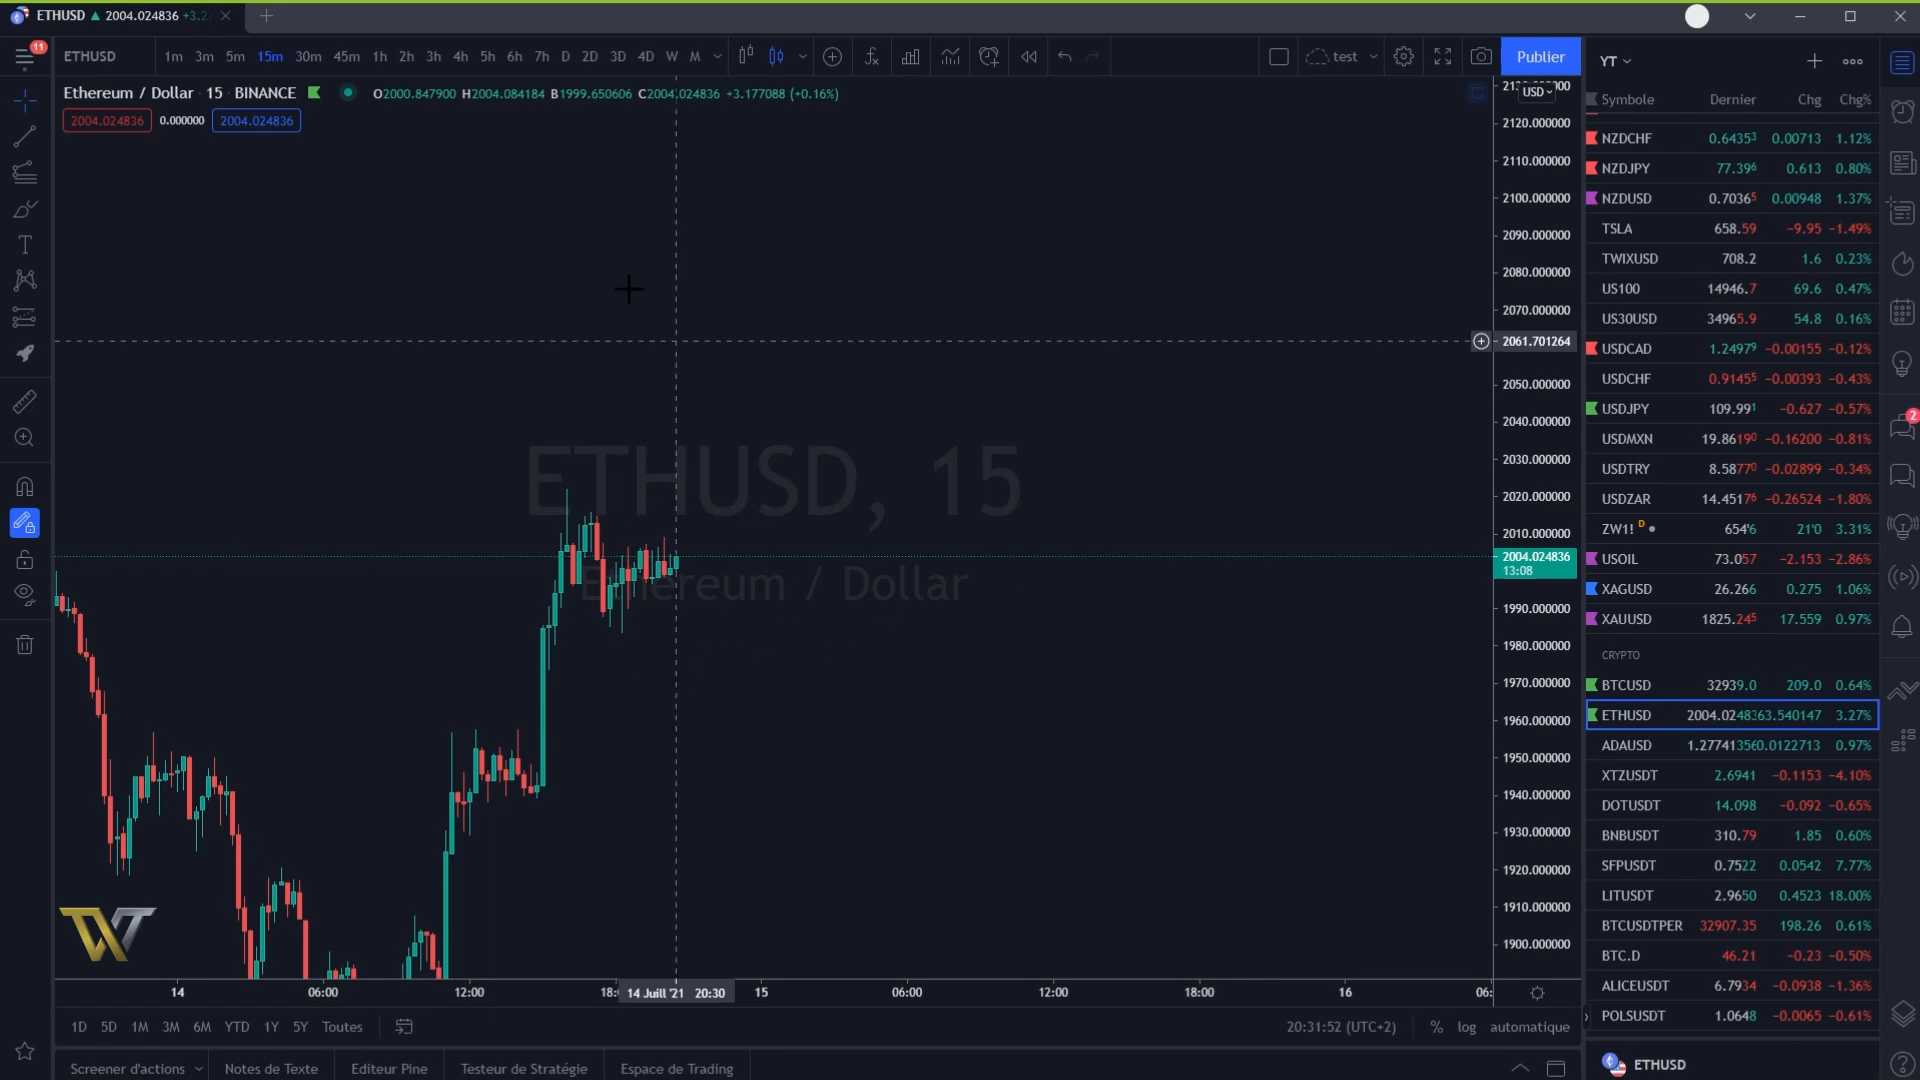 ETHUSD ▲ 2004.024836 +3.2
11
ETHUSD 1m 3m 5m 15m 30m 45m 1h 2h 3h 4h 5h 6h 7h D 2D 3D 4D W M test Publier
Ethereum / Dollar · 15 · BINANCE O2000.847900 H2004.084184 B1999.650606 C2004.024836 +3.177088 (+0.16%)
2004.024836 0.000000 2004.024836
USD
2120.000000
2110.000000
2100.000000
2090.000000
2080.000000
2070.000000
2061.701264
2050.000000
2040.000000
2030.000000
2020.000000
2010.000000
2004.024836
13:08
1990.000000
1980.000000
1970.000000
1960.000000
1950.000000
1940.000000
1930.000000
1920.000000
1910.000000
1900.000000
ETHUSD, 15
Ethereum / Dollar
14 06:00 12:00 18: 14 Juill '21 20:30 15 06:00 12:00 18:00 16 06:
1D 5D 1M 3M 6M YTD 1Y 5Y Toutes 20:31:52 (UTC+2) % log automatique
Screener d'actions Notes de Texte Editeur Pine Testeur de Stratégie Espace de Trading
YT
Symbole Dernier Chg Chg%
NZDCHF 0.64353 0.00713 1.12%
NZDJPY 77.396 0.613 0.80%
NZDUSD 0.70365 0.00948 1.37%
TSLA 658.59 −9.95 −1.49%
TWIXUSD 708.2 1.6 0.23%
US100 14946.7 69.6 0.47%
US30USD 34965.9 54.8 0.16%
USDCAD 1.24979 −0.00155 −0.12%
USDCHF 0.91455 −0.00393 −0.43%
USDJPY 109.991 −0.627 −0.57%
USDMXN 19.86190 −0.16200 −0.81%
USDTRY 8.58770 −0.02899 −0.34%
USDZAR 14.45176 −0.26524 −1.80%
ZW1! D 654'6 21'0 3.31%
USOIL 73.057 −2.153 −2.86%
XAGUSD 26.266 0.275 1.06%
XAUUSD 1825.245 17.559 0.97%
CRYPTO
BTCUSD 32939.0 209.0 0.64%
ETHUSD 2004.024836 3.540147 3.27%
ADAUSD 1.27741356 0.0122713 0.97%
XTZUSDT 2.6941 −0.1153 −4.10%
DOTUSDT 14.098 −0.092 −0.65%
BNBUSDT 310.79 1.85 0.60%
SFPUSDT 0.7522 0.0542 7.77%
LITUSDT 2.9650 0.4523 18.00%
BTCUSDTPER 32907.35 198.26 0.61%
BTC.D 46.21 −0.23 −0.50%
ALICEUSDT 6.7934 −0.0938 −1.36%
POLSUSDT 1.0648 −0.0065 −0.61%
ETHUSD
2